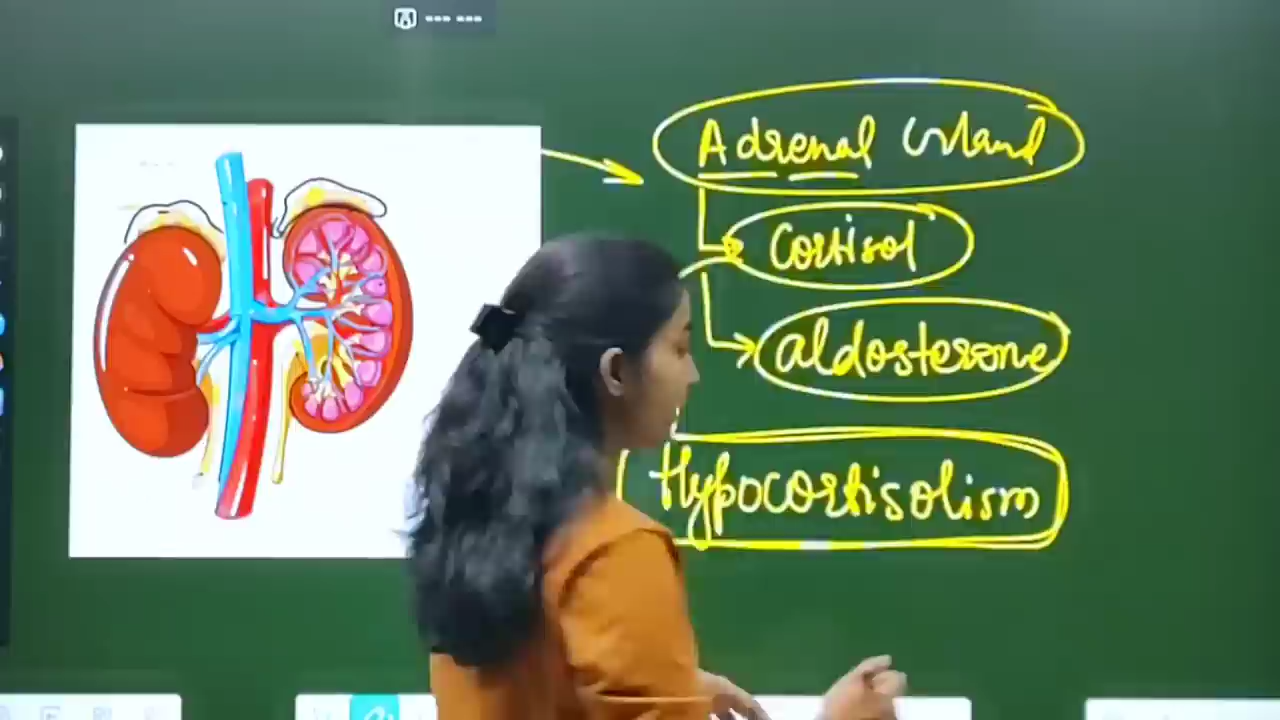 Adrenal Gland
Cortisol
aldosterone
Hypocortisolism